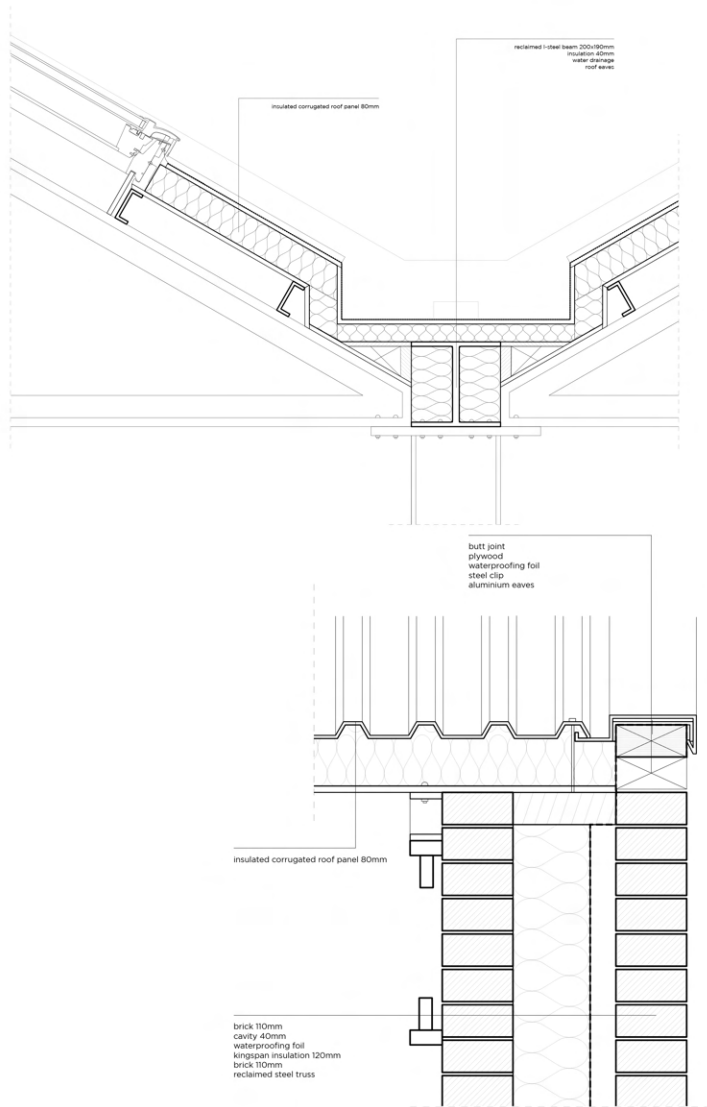 reclaimed I-steel beam 200x190mm
insulation 40mm
water drainege
roof eaves
insulated corrugated roof panel 80mm
butt joint
plywood
waterproofing foil
steel clip
aluminium eaves
insulated corrugated roof panel 80mm
brick 110mm
cavity 40mm
waterproofing foil
kingspan insulation 120mm
brick 110mm
reclaimed steel truss